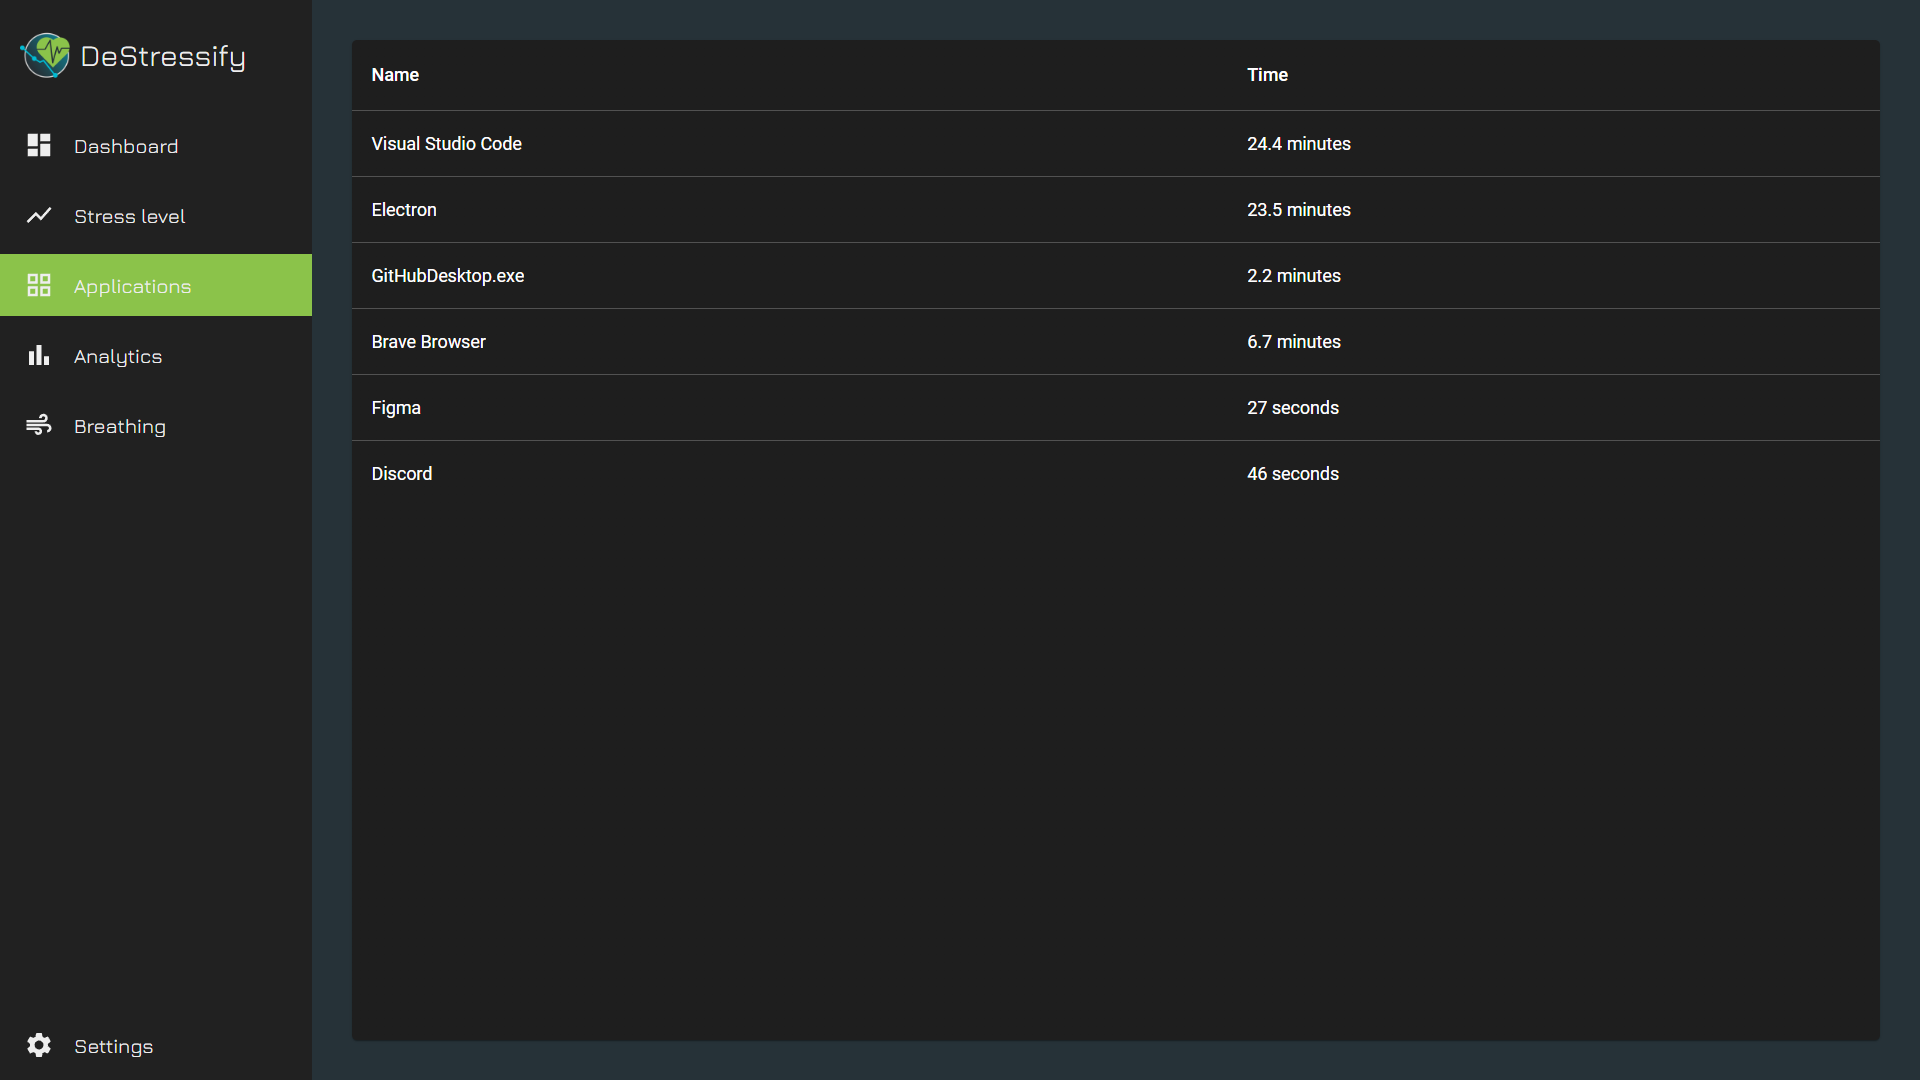 DeStressify
Dashboard
Stress level
Applications
Analytics
Breathing
Settings
Name Time
Visual Studio Code 24.4 minutes
Electron 23.5 minutes
GitHubDesktop.exe 2.2 minutes
Brave Browser 6.7 minutes
Figma 27 seconds
Discord 46 seconds